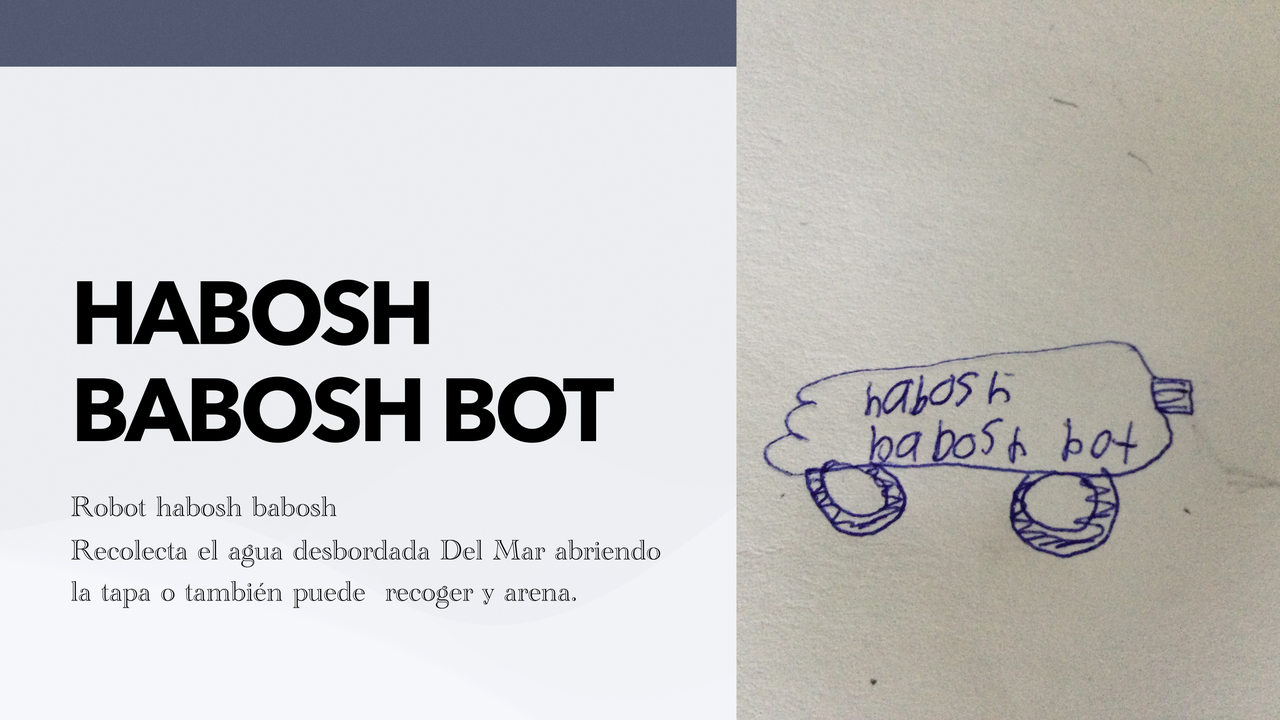 HABOSH
BABOSH BOT
Robot habosh babosh
Recolecta el agua desbordada Del Mar abriendo
la tapa o también puede  recoger y arena.
habosh
babosh bot